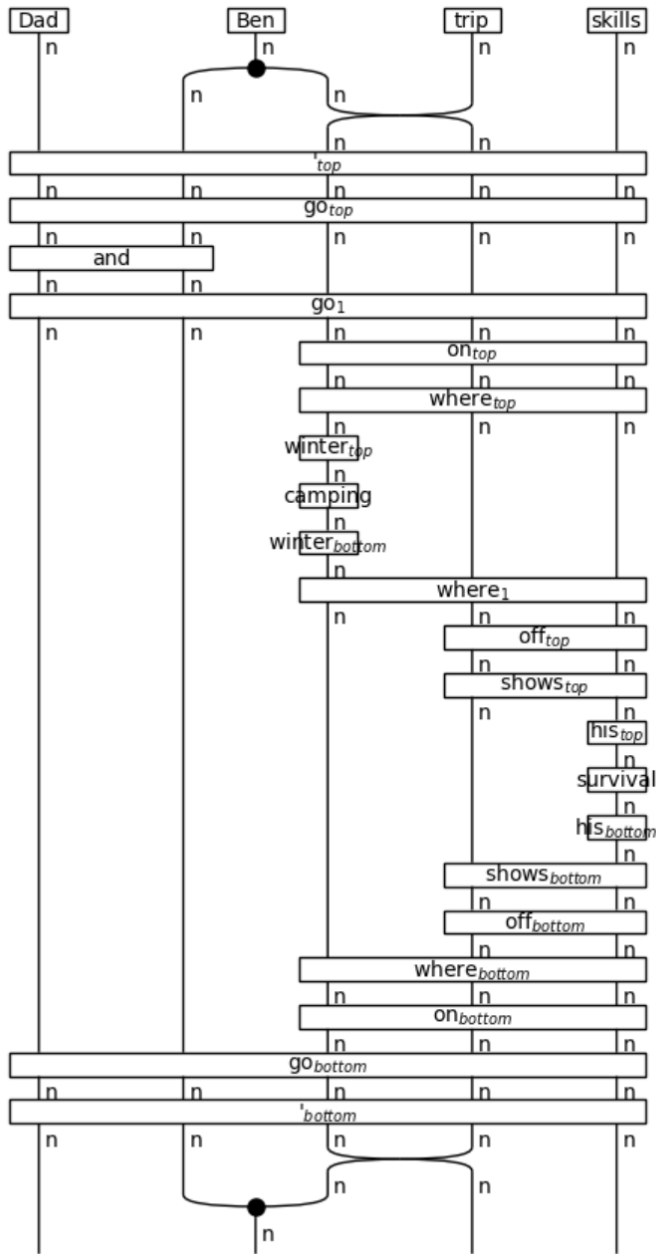 Dad Ben trip skills
n n n n
n n
n n
'top
n n n n n
gotop
n n n n n
and
n n
go1
n n n n n
ontop
n n n
wheretop
n n n
wintertop
n
camping
n
winterbottom
n
where1
n n n
offtop
n n
showstop
n n
histop
n
survival
n
hisbottom
n
showsbottom
n n
offbottom
n n
wherebottom
n n n
onbottom
n n n
gobottom
n n n n n
'bottom
n n n n n
n n
n